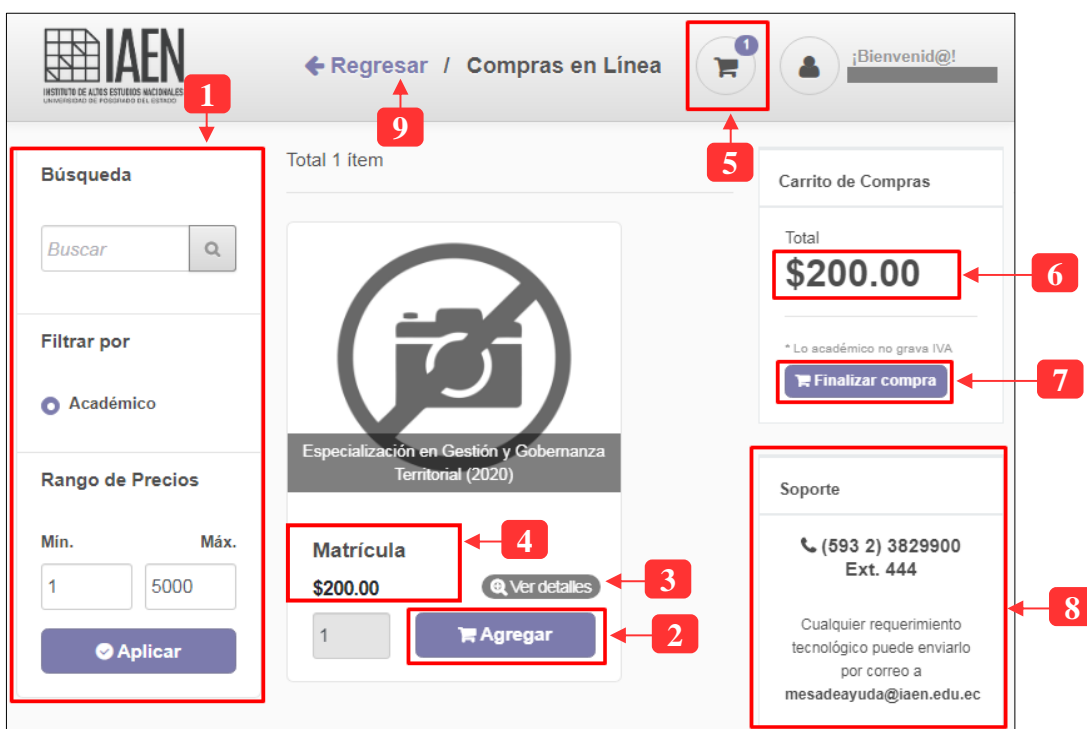 IAEN
INSTITUTO DE ALTOS ESTUDIOS NACIONALES
UNIVERSIDAD DE POSGRADO DEL ESTADO
Regresar / Compras en Línea
1
¡Bienvenid@!
1
9
5
Búsqueda
Buscar
Filtrar por
Académico
Rango de Precios
Mín. Máx.
1 5000
Aplicar
Total 1 ítem
Especialización en Gestión y Gobernanza
Territorial (2020)
Matrícula
4
$200.00
Ver detalles
3
1
Agregar
2
Carrito de Compras
Total
$200.00
6
* Lo académico no grava IVA
Finalizar compra
7
Soporte
(593 2) 3829900
Ext. 444
8
Cualquier requerimiento
tecnológico puede enviarlo
por correo a
mesadeayuda@iaen.edu.ec